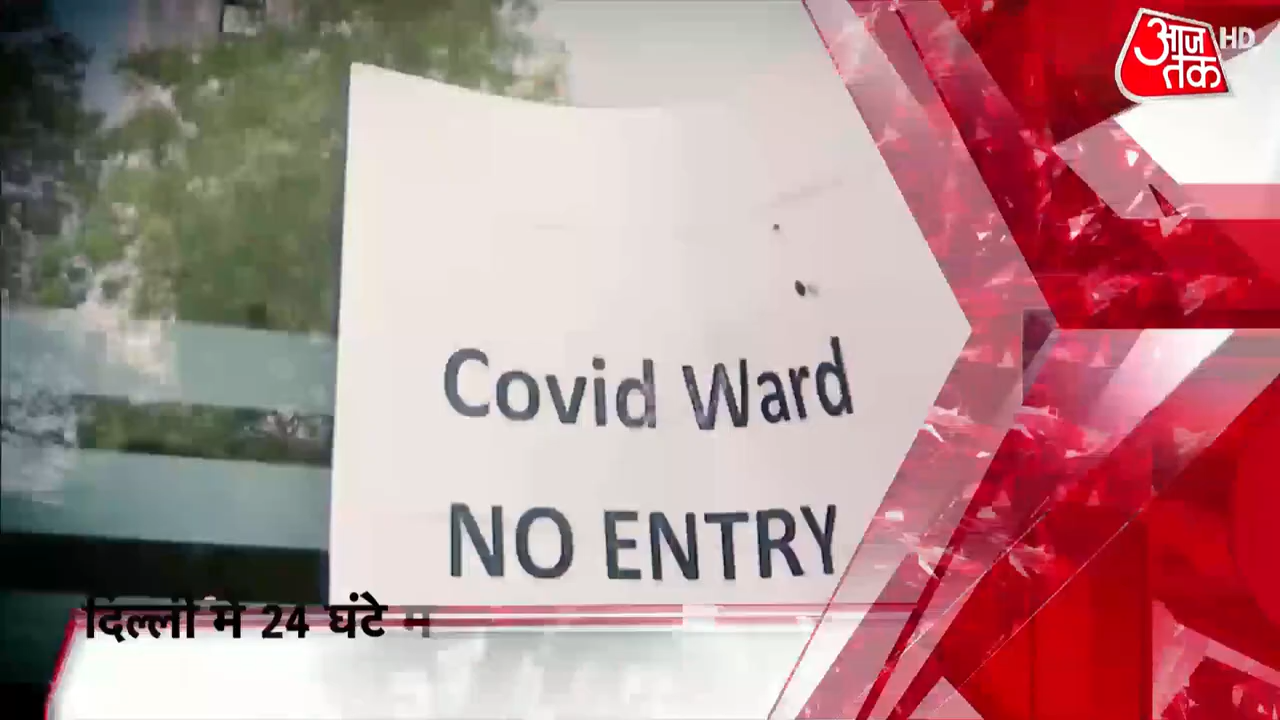 आज
तक
HD
Covid Ward
NO ENTRY
दिल्ली में 24 घंटे म